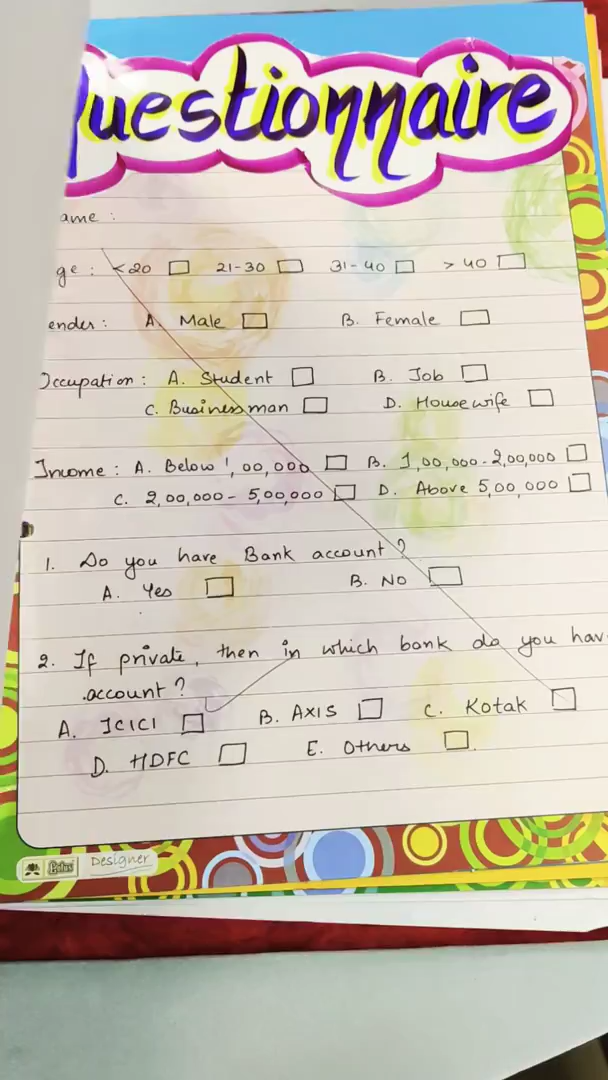 Questionnaire
ame :
ge : <20 21-30 31-40 > 40
ender : A. Male B. Female
Occupation : A. Student B. Job
C. Businessman D. Housewife
Income : A. Below 1,00,000 B. 1,00,000-2,00,000
C. 2,00,000 - 5,00,000 D. Above 5,00,000
1. Do you have Bank account ?
A. Yes B. NO
2. If private, then in which bank do you hav
account ?
A. ICICI B. AXIS C. Kotak
D. HDFC E. Others
Lotus Designer